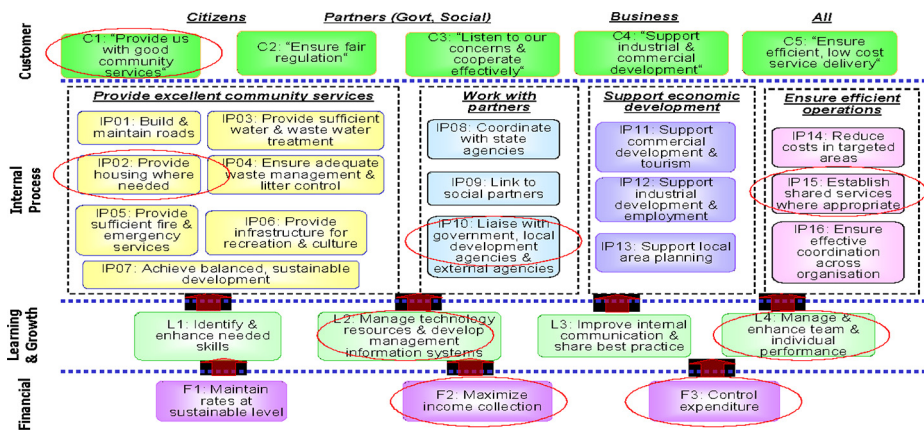 Citizens
Partners (Govt, Social)
Business
All
Customer
C1: "Provide us
with good
community
services"
C2: "Ensure fair
regulation"
C3: "Listen to our
concerns &
cooperate
effectively"
C4: "Support
industrial &
commercial
development"
C5: "Ensure
efficient, low cost
service delivery"
Internal
Process
Provide excellent community services
IP01: Build &
maintain roads
IP03: Provide sufficient
water & waste water
treatment
IP02: Provide
housing where
needed
IP04: Ensure adequate
waste management &
litter control
IP05: Provide
sufficient fire &
emergency services
IP06: Provide
infrastructure for
recreation & culture
IP07: Achieve balanced, sustainable
development
Work with
partners
IP08: Coordinate
with state
agencies
IP09: Link to
social partners
IP10: Liaise with
government, local
development
agencies &
external agencies
Support economic
development
IP11: Support
commercial
development &
tourism
IP12: Support
industrial
development &
employment
IP13: Support local
area planning
Ensure efficient
operations
IP14: Reduce
costs in targeted
areas
IP15: Establish
shared services
where appropriate
IP16: Ensure
effective
coordination
across
organisation
Learning
& Growth
L1: Identify &
enhance needed
skills
L2: Manage technology
resources & develop
management
information systems
L3: Improve internal
communication &
share best practice
L4: Manage &
enhance team &
individual
performance
Financial
F1: Maintain
rates at
sustainable level
F2: Maximize
income collection
F3: Control
expenditure